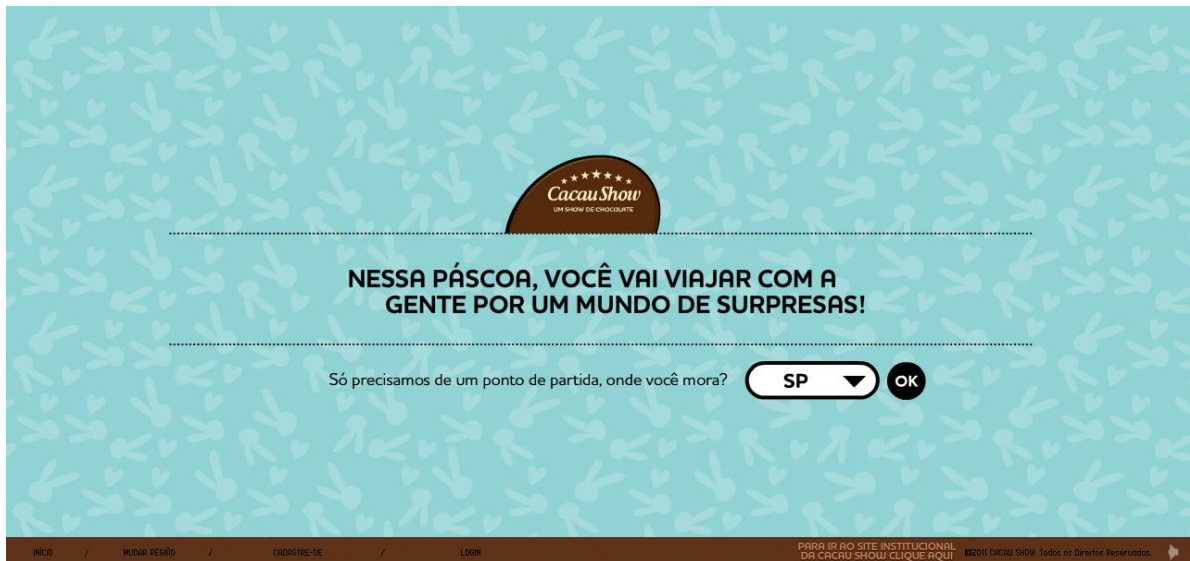 Cacau Show
UM SHOW DE CHOCOLATE
NESSA PÁSCOA, VOCÊ VAI VIAJAR COM A
GENTE POR UM MUNDO DE SURPRESAS!
Só precisamos de um ponto de partida, onde você mora? SP OK
INÍCIO / MUDAR REGIÃO / CADASTRE-SE / LOGIN
PARA IR AO SITE INSTITUCIONAL
DA CACAU SHOW CLIQUE AQUI
©2011 CACAU SHOW. Todos os Direitos Reservados.